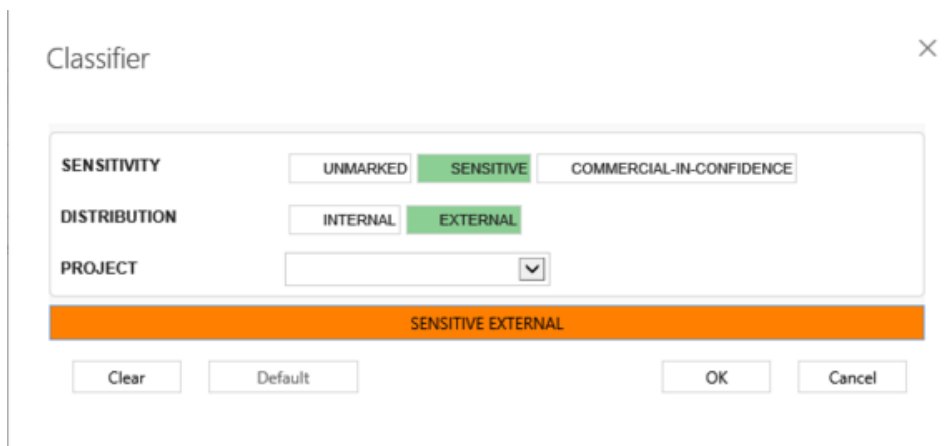 Classifier
SENSITIVITY UNMARKED SENSITIVE COMMERCIAL-IN-CONFIDENCE
DISTRIBUTION INTERNAL EXTERNAL
PROJECT
SENSITIVE EXTERNAL
Clear Default OK Cancel